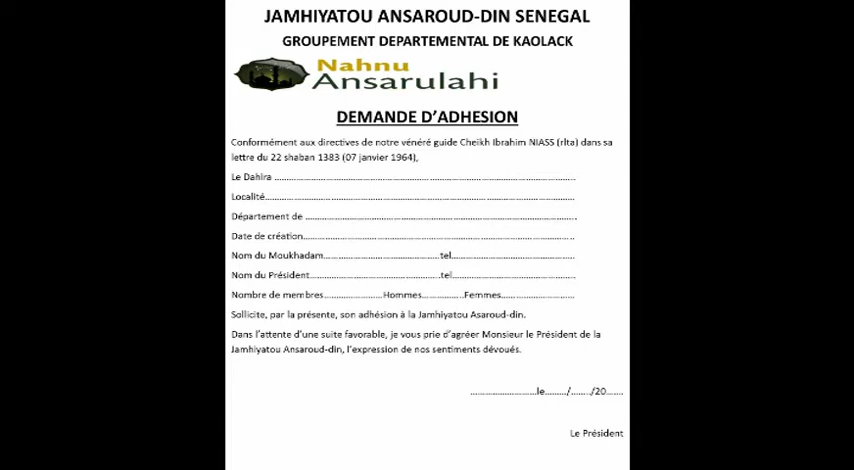 JAMHIYATOU ANSAROUD-DIN SENEGAL
GROUPEMENT DEPARTEMENTAL DE KAOLACK
Nahnu
Ansarulahi
DEMANDE D'ADHESION
Conformément aux directives de notre vénéré guide Cheikh Ibrahim NIASS (rlta) dans sa
lettre du 22 shaban 1383 (07 janvier 1964),
Le Dahira ...........................................................................
Localité...........................................................................
Département de ...........................................................................
Date de création...........................................................................
Nom du Moukhadam...............................tel...............................
Nom du Président...............................tel...............................
Nombre de membres..................Hommes.............Femmes......................
Sollicite, par la présente, son adhésion à la Jamhiyatou Asaroud-din.
Dans l'attente d'une suite favorable, je vous prie d'agréer Monsieur le Président de la
Jamhiyatou Ansaroud-din, l'expression de nos sentiments dévoués.
..........................le......../......../20.......
Le Président